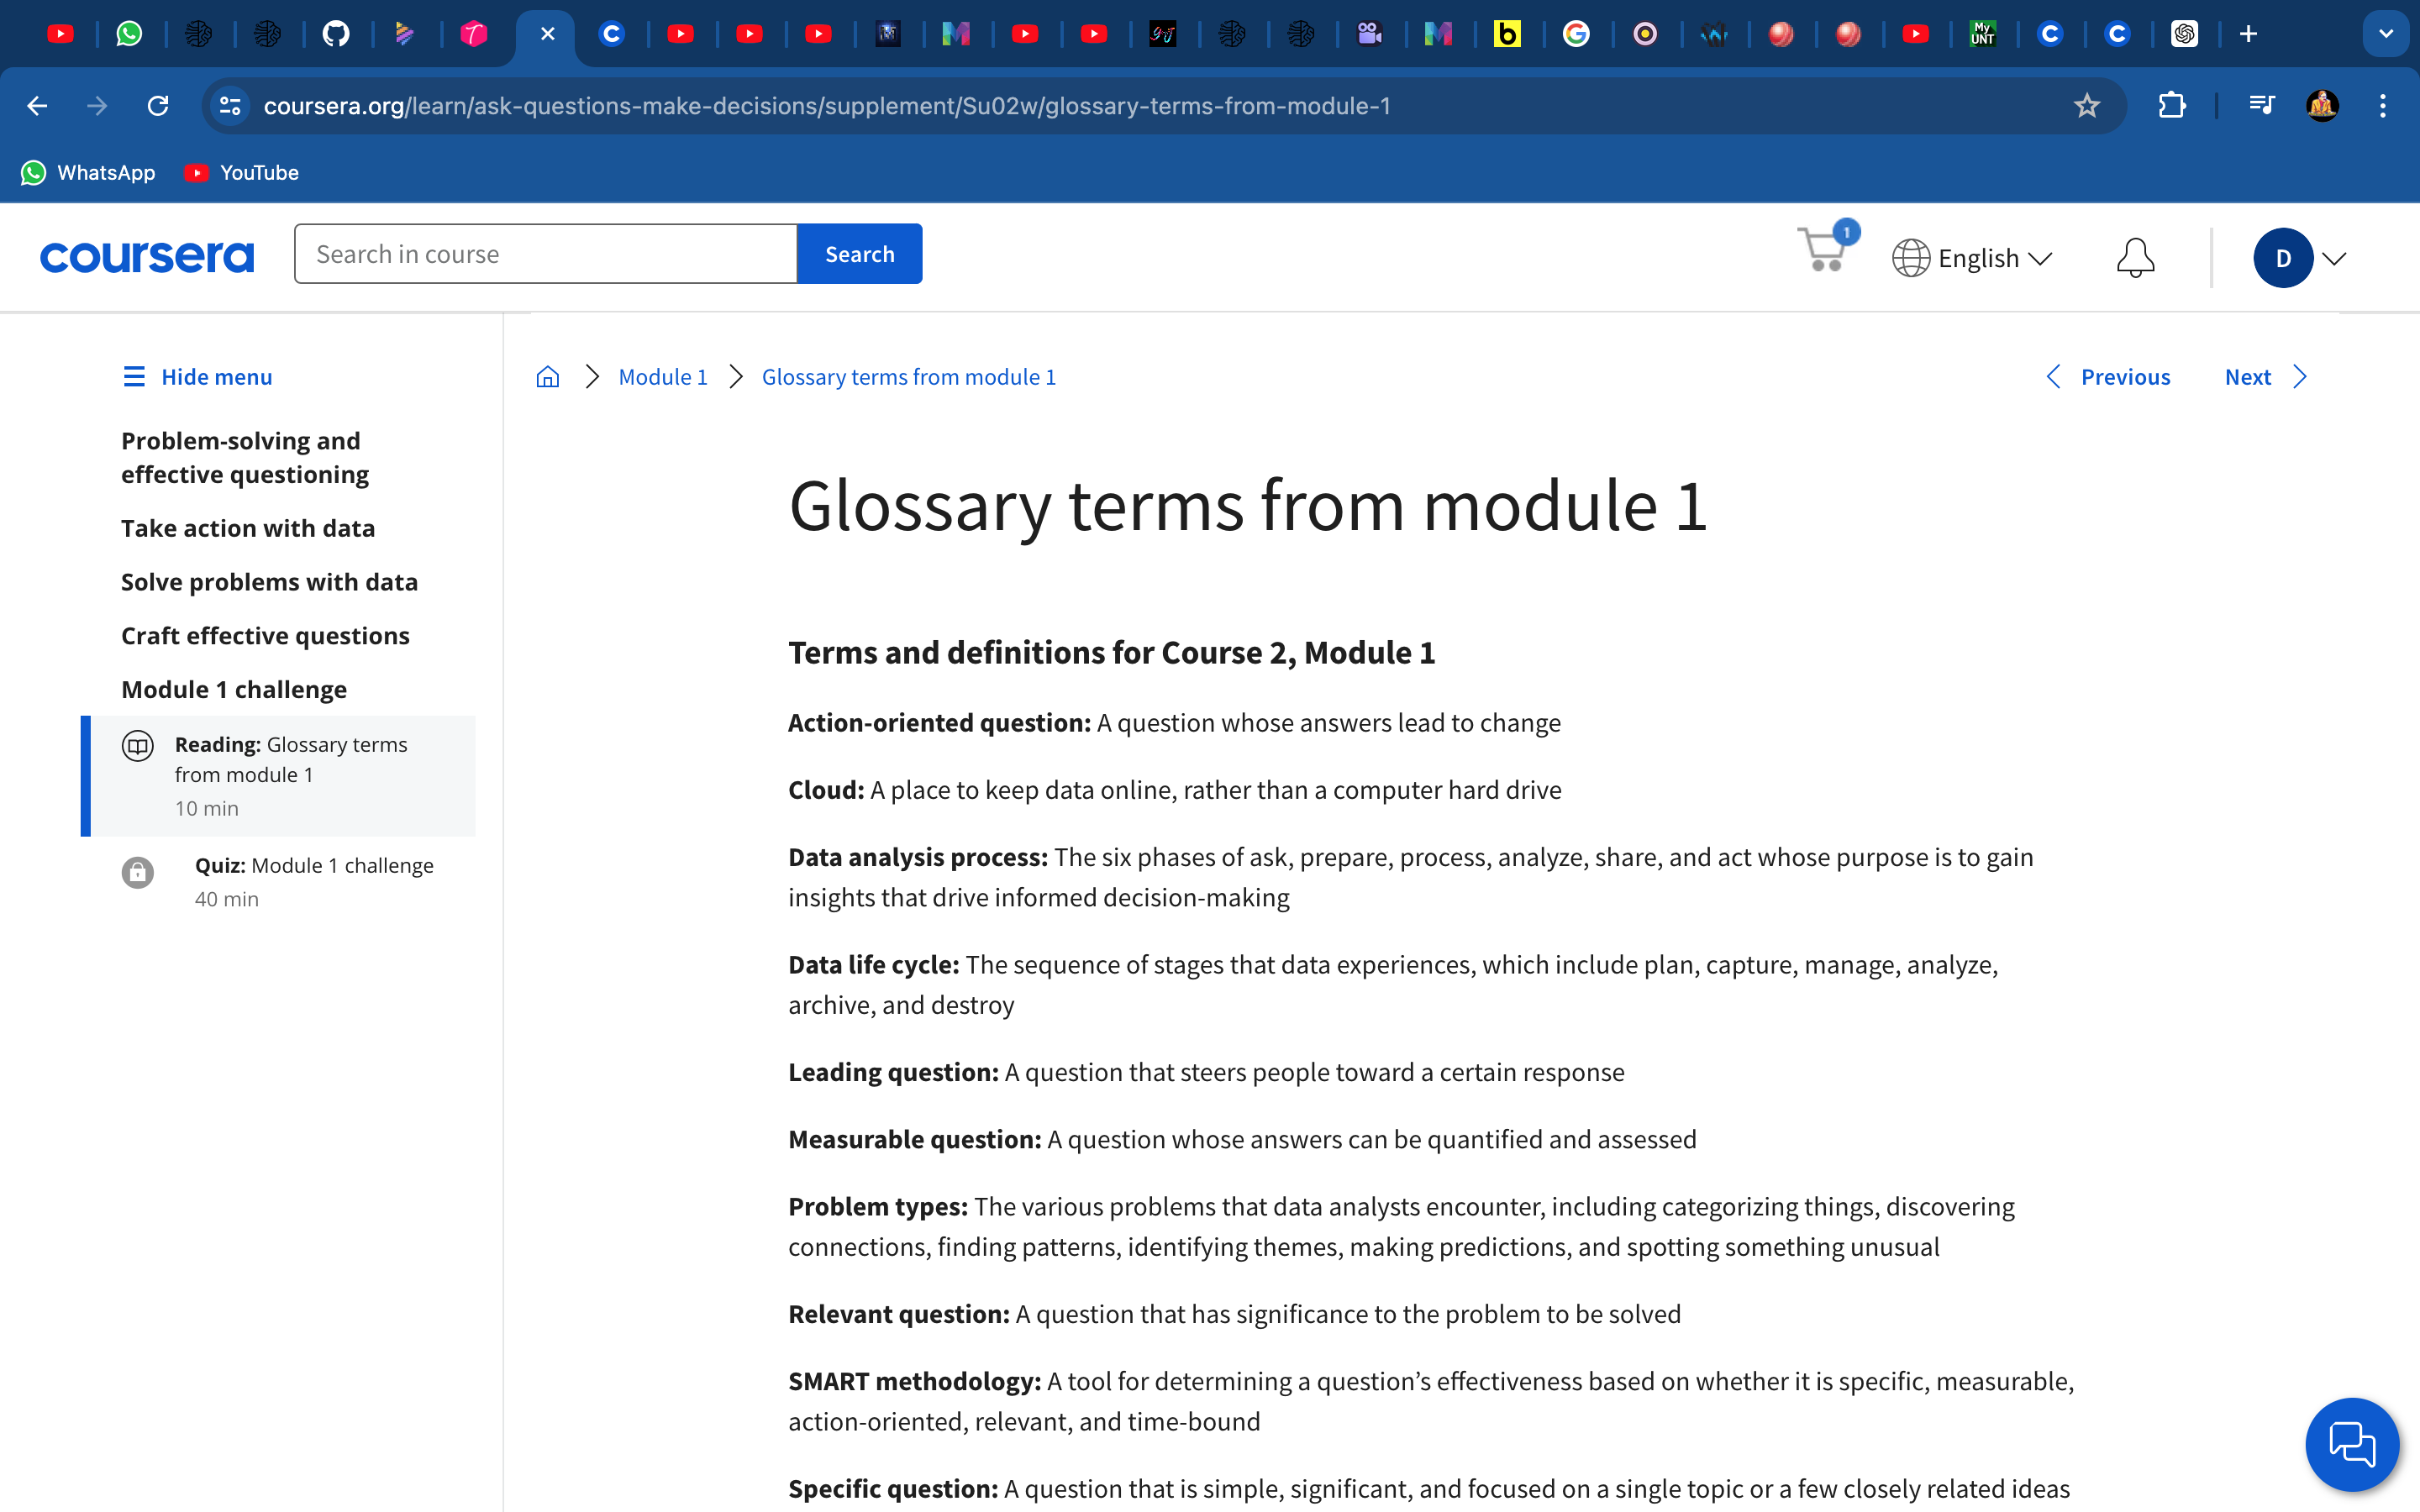 My
UNT
coursera.org/learn/ask-questions-make-decisions/supplement/Su02w/glossary-terms-from-module-1
WhatsApp YouTube
coursera Search in course Search 1 English D
Hide menu
Problem-solving and
effective questioning
Take action with data
Solve problems with data
Craft effective questions
Module 1 challenge
Reading: Glossary terms
from module 1
10 min
Quiz: Module 1 challenge
40 min
Module 1 Glossary terms from module 1 Previous Next
Glossary terms from module 1
Terms and definitions for Course 2, Module 1
Action-oriented question: A question whose answers lead to change
Cloud: A place to keep data online, rather than a computer hard drive
Data analysis process: The six phases of ask, prepare, process, analyze, share, and act whose purpose is to gain
insights that drive informed decision-making
Data life cycle: The sequence of stages that data experiences, which include plan, capture, manage, analyze,
archive, and destroy
Leading question: A question that steers people toward a certain response
Measurable question: A question whose answers can be quantified and assessed
Problem types: The various problems that data analysts encounter, including categorizing things, discovering
connections, finding patterns, identifying themes, making predictions, and spotting something unusual
Relevant question: A question that has significance to the problem to be solved
SMART methodology: A tool for determining a question’s effectiveness based on whether it is specific, measurable,
action-oriented, relevant, and time-bound
Specific question: A question that is simple, significant, and focused on a single topic or a few closely related ideas